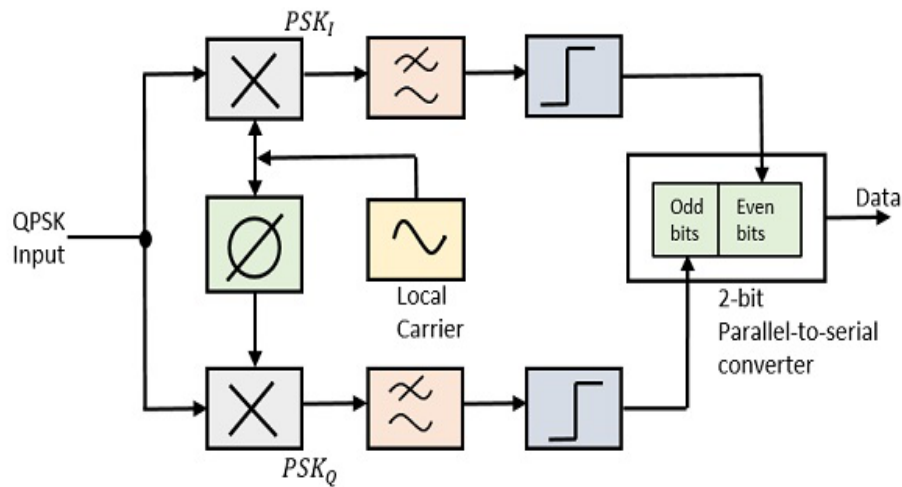 PSK_I
QPSK
Input
Odd
bits
Even
bits
Data
Local
Carrier
2-bit
Parallel-to-serial
converter
PSK_Q